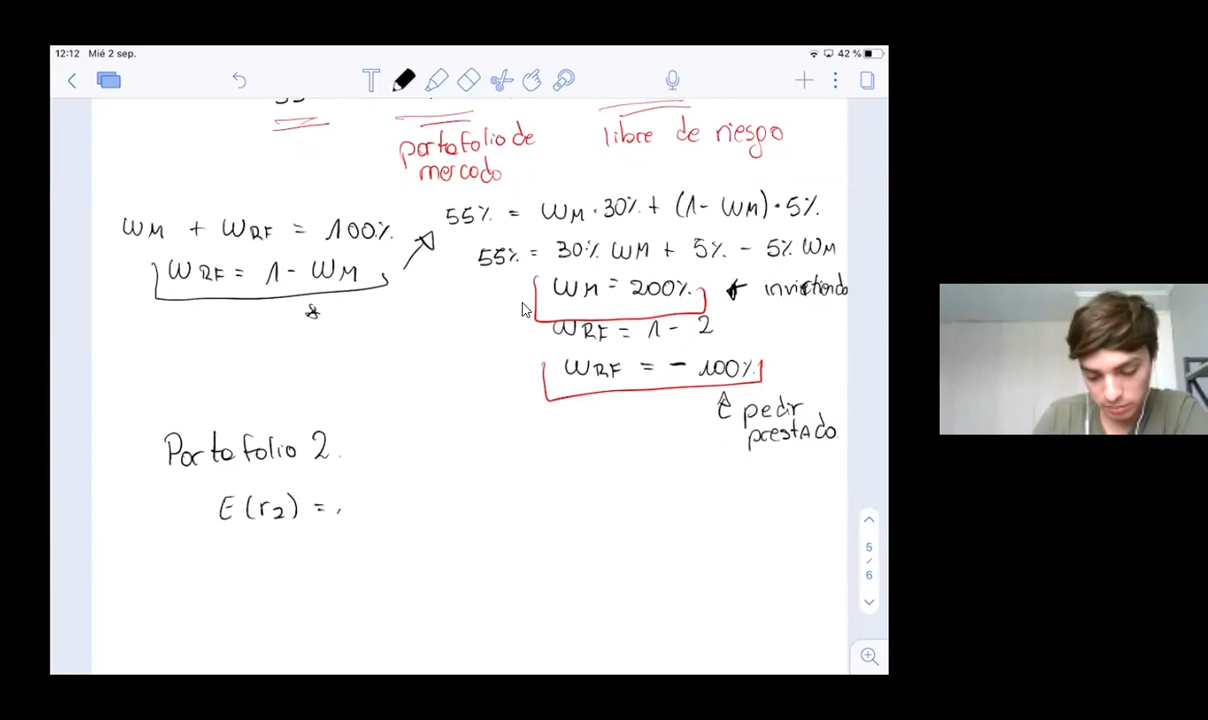 12:12 Mié 2 sep.
42 %
T
portafolio de
mercado
libre de riesgo
WM + WRF = 100%.
WRF = 1 - WM
*
55% = WM · 30% + (1 - WM) · 5%.
55% = 30% WM + 5% - 5% WM
WM = 200%.
WRF = 1 - 2
WRF = - 100%.
pedir
prestado.
Portafolio 2.
E(r2) =
5
/
6